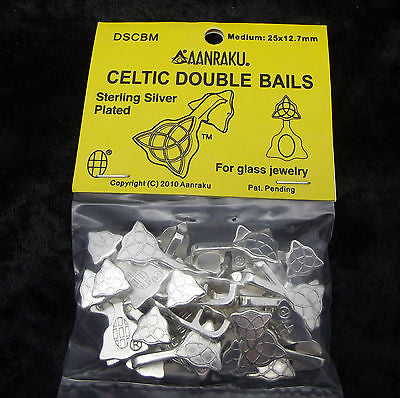 DSCBM
Medium: 25x12.7mm
AANRAKU®
CELTIC DOUBLE BAILS
Sterling Silver
Plated
TM
For glass jewelry
®
Copyright (C) 2010 Aanraku
Pat. Pending